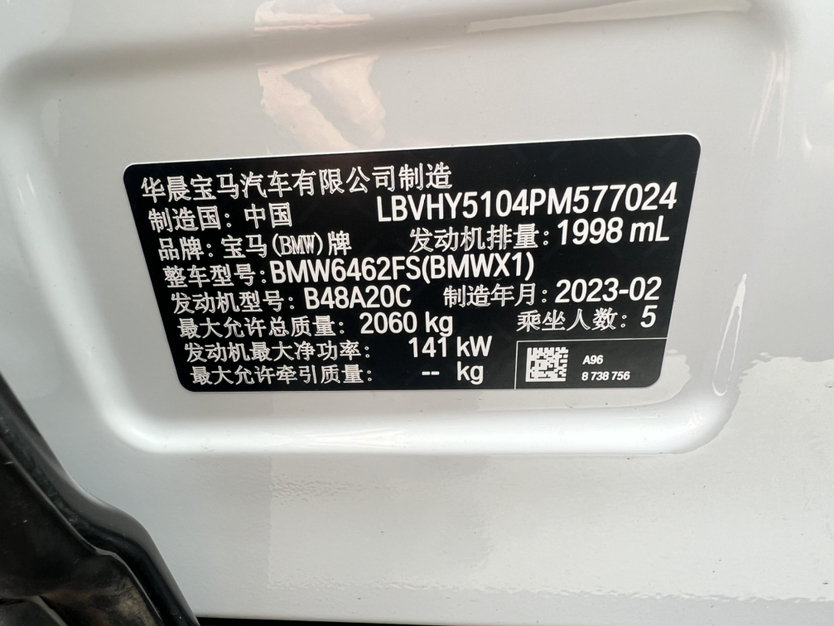 华晨宝马汽车有限公司制造
制造国: 中国 LBVHY5104PM577024
品牌: 宝马(BMW)牌 发动机排量: 1998 mL
整车型号: BMW6462FS(BMWX1)
发动机型号: B48A20C 制造年月: 2023-02
最大允许总质量: 2060 kg 乘坐人数: 5
发动机最大净功率: 141 kW
最大允许牵引质量: -- kg
A96
8 738 756